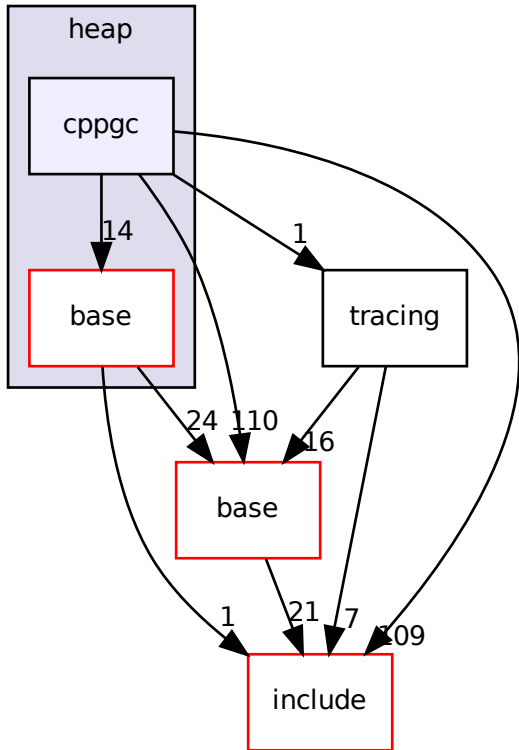 heap
cppgc
14
1
base
tracing
24
110
16
base
1
21
7
109
include